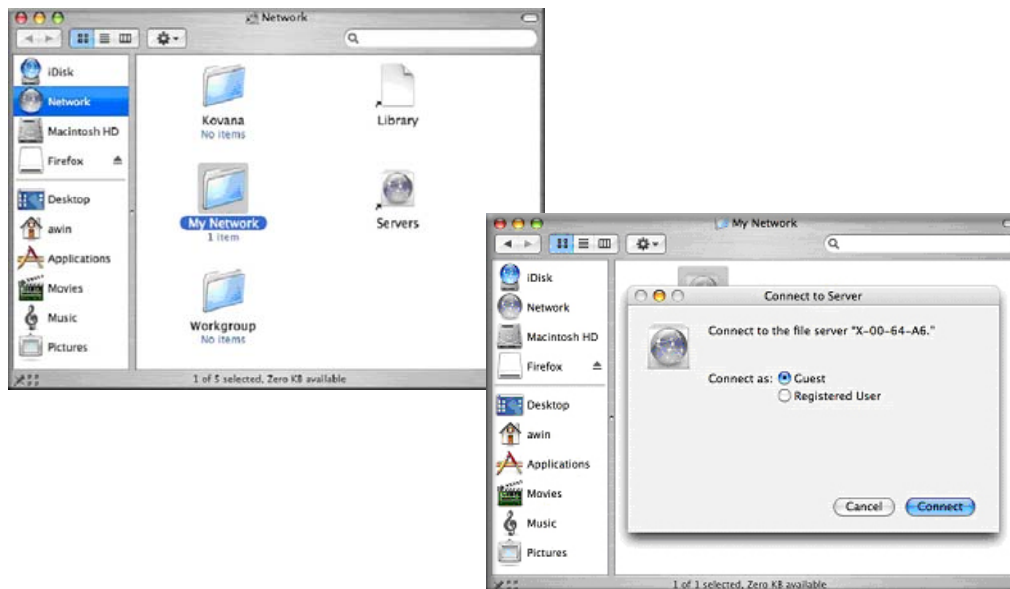 Network
iDisk
Network
Macintosh HD
Firefox
Desktop
awin
Applications
Movies
Music
Pictures
Kovana
No items
Library
My Network
1 item
Servers
Workgroup
No items
1 of 5 selected, Zero KB available
My Network
iDisk
Network
Macintosh HD
Firefox
Desktop
awin
Applications
Movies
Music
Pictures
Connect to Server
Connect to the file server "X-00-64-A6."
Connect as: Guest
Registered User
Cancel Connect
1 of 1 selected, Zero KB available